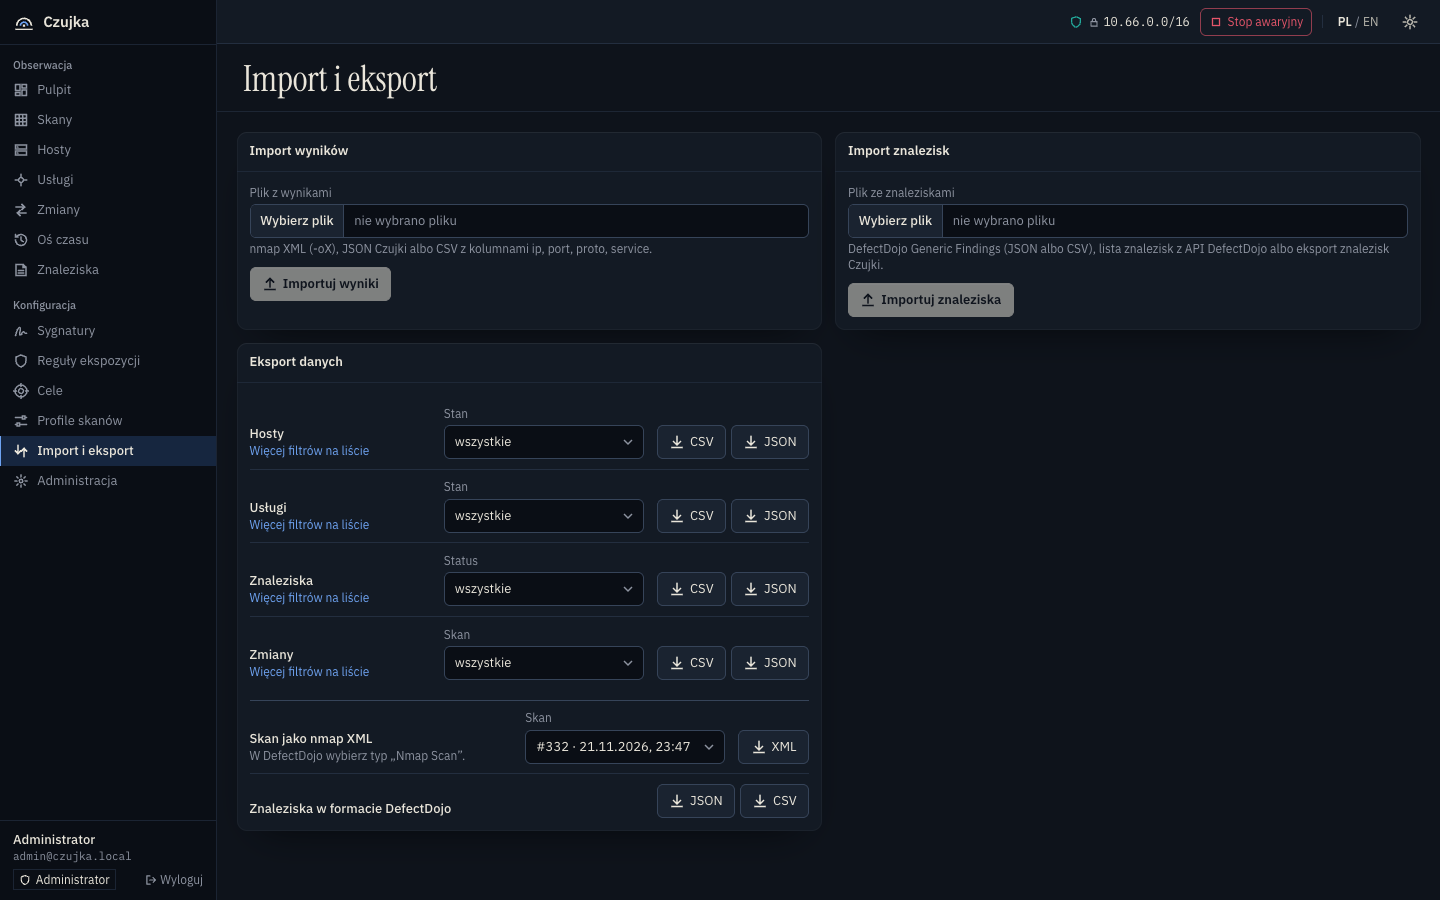 Czujka
10.66.0.0/16
Stop awaryjny
PL / EN
Obserwacja
Pulpit
Skany
Hosty
Usługi
Zmiany
Oś czasu
Znaleziska
Konfiguracja
Sygnatury
Reguły ekspozycji
Cele
Profile skanów
Import i eksport
Administracja
Administrator
admin@czujka.local
Administrator
Wyloguj
Import i eksport
Import wyników
Plik z wynikami
Wybierz plik nie wybrano pliku
nmap XML (-oX), JSON Czujki albo CSV z kolumnami ip, port, proto, service.
Importuj wyniki
Import znalezisk
Plik ze znaleziskami
Wybierz plik nie wybrano pliku
DefectDojo Generic Findings (JSON albo CSV), lista znalezisk z API DefectDojo albo eksport znalezisk
Czujki.
Importuj znaleziska
Eksport danych
Stan
Hosty
Więcej filtrów na liście
wszystkie
CSV
JSON
Stan
Usługi
Więcej filtrów na liście
wszystkie
CSV
JSON
Status
Znaleziska
Więcej filtrów na liście
wszystkie
CSV
JSON
Skan
Zmiany
Więcej filtrów na liście
wszystkie
CSV
JSON
Skan
Skan jako nmap XML
W DefectDojo wybierz typ „Nmap Scan”.
#332 · 21.11.2026, 23:47
XML
Znaleziska w formacie DefectDojo
JSON
CSV